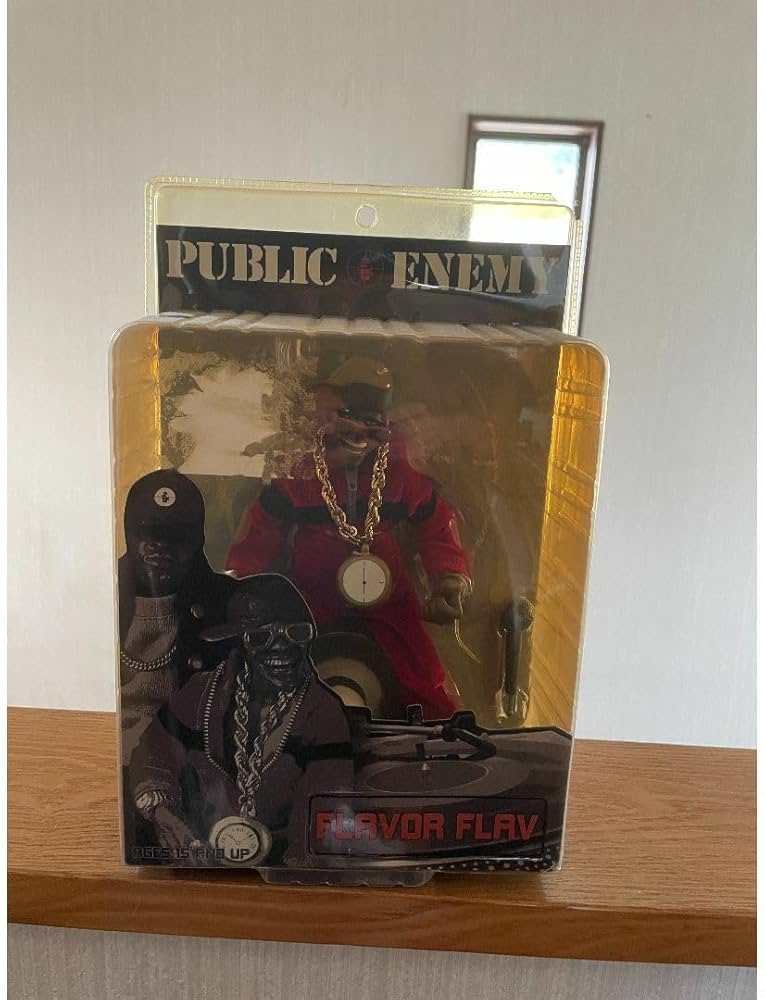 PUBLIC ENEMY
FLAVOR FLAV
AGES 15 AND UP